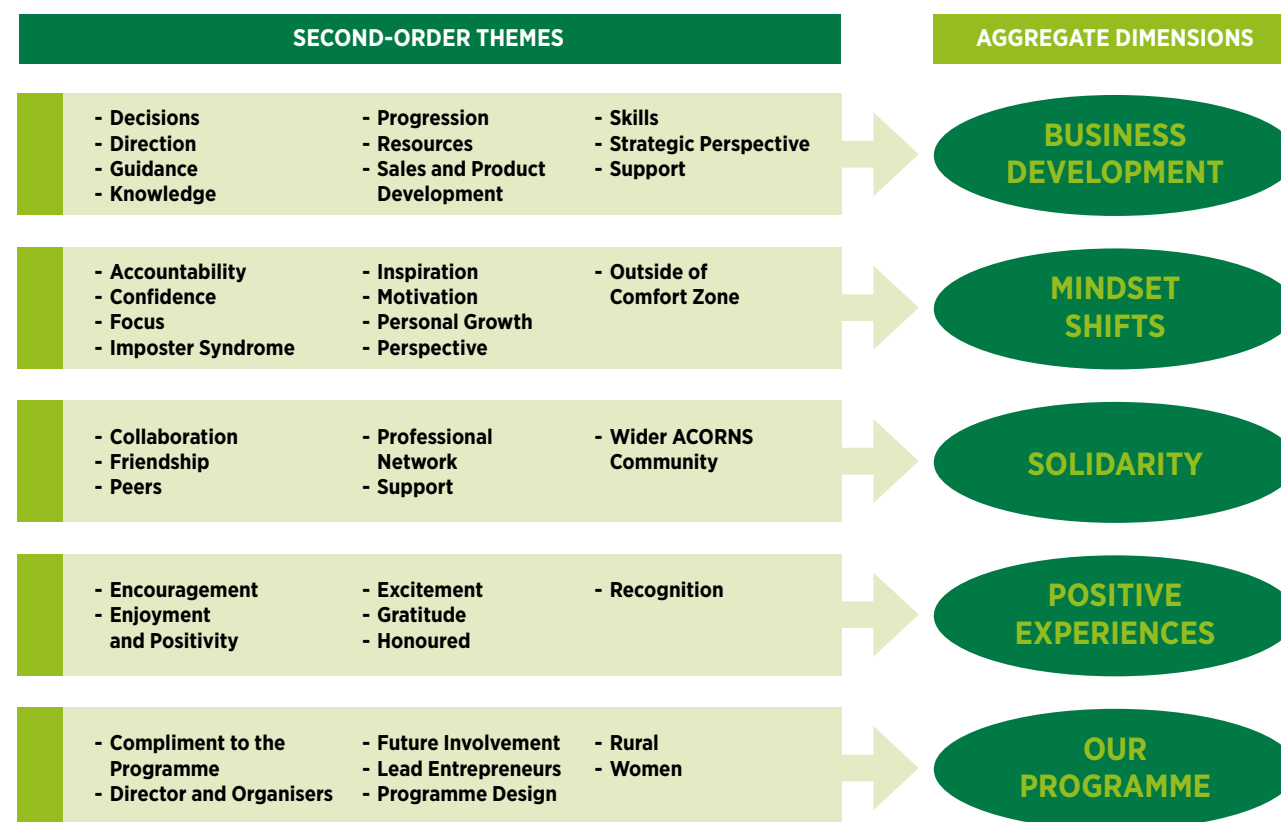 SECOND-ORDER THEMES
AGGREGATE DIMENSIONS
- Decisions
- Direction
- Guidance
- Knowledge
- Progression
- Resources
- Sales and Product
Development
- Skills
- Strategic Perspective
- Support
BUSINESS
DEVELOPMENT
- Accountability
- Confidence
- Focus
- Imposter Syndrome
- Inspiration
- Motivation
- Personal Growth
- Perspective
- Outside of
Comfort Zone
MINDSET
SHIFTS
- Collaboration
- Friendship
- Peers
- Professional
Network
- Support
- Wider ACORNS
Community
SOLIDARITY
- Encouragement
- Enjoyment
and Positivity
- Excitement
- Gratitude
- Honoured
- Recognition
POSITIVE
EXPERIENCES
- Compliment to the
Programme
- Director and Organisers
- Future Involvement
- Lead Entrepreneurs
- Programme Design
- Rural
- Women
OUR
PROGRAMME